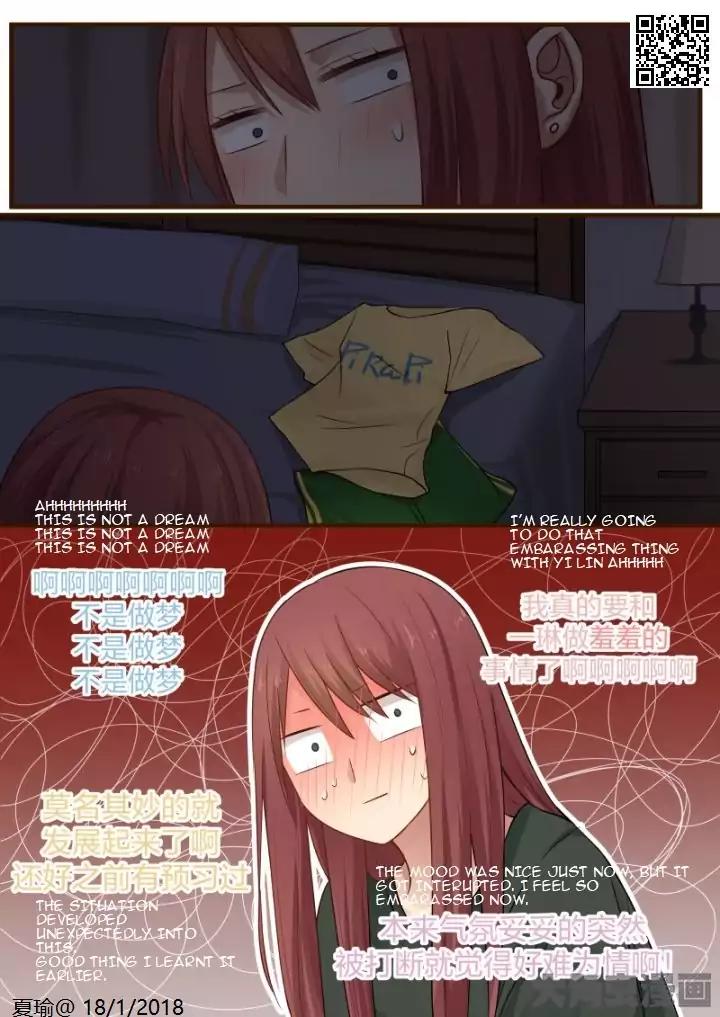 PiKaPi
AHHHHHHHHH
THIS IS NOT A DREAM
THIS IS NOT A DREAM
THIS IS NOT A DREAM
啊啊啊啊啊啊啊
不是做梦
不是做梦
不是做梦
I'M REALLY GOING
TO DO THAT
EMBARASSING THING
WITH YI LIN AHHHHH
我真的要和
一琳做羞羞的
事情了啊啊啊啊啊
莫名其妙的就
发展起来了啊
还好之前有预习过
THE SITUATION
DEVELOPED
UNEXPECTEDLY INTO
THIS,
GOOD THING I LEARNT IT
EARLIER.
THE MOOD WAS NICE JUST NOW, BUT IT
GOT INTERUPTED. I FEEL SO
EMBARASSED NOW.
本来气氛妥妥的突然
被打断就觉得好难为情啊!
夏瑜@ 18/1/2018
漫画